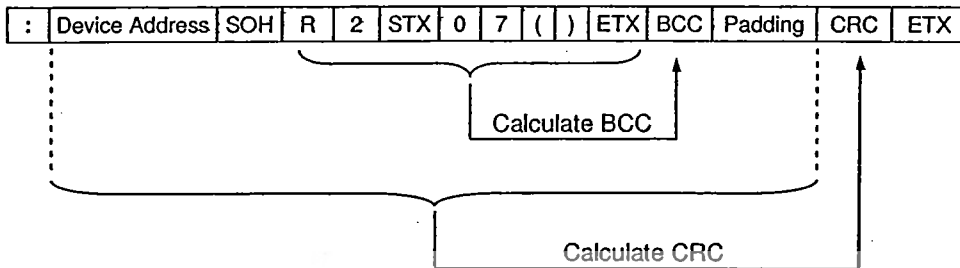 : Device Address SOH R 2 STX 0 7 ( ) ETX BCC Padding CRC ETX
Calculate BCC
Calculate CRC